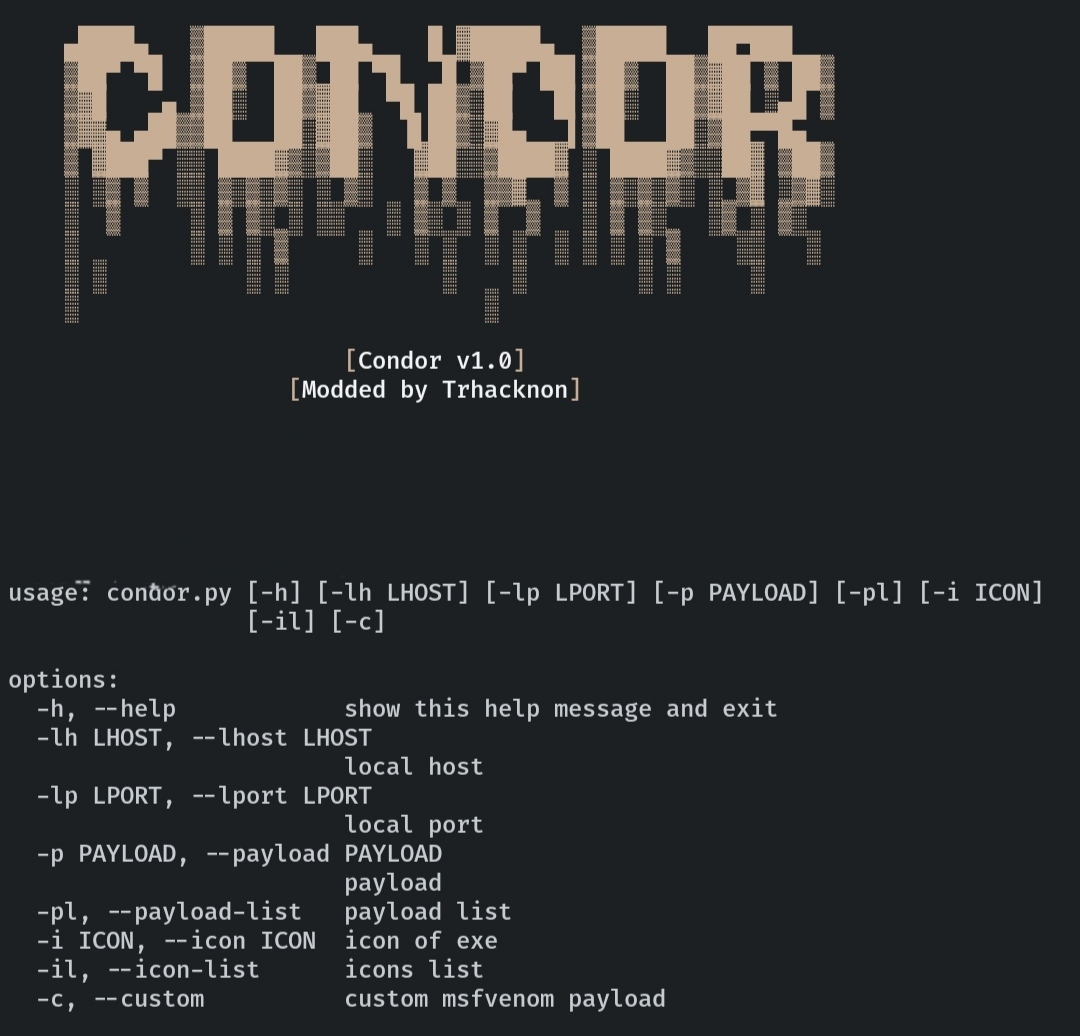 CONDOR
[Condor v1.0]
[Modded by Trhacknon]
usage: condor.py [-h] [-lh LHOST] [-lp LPORT] [-p PAYLOAD] [-pl] [-i ICON]
[-il] [-c]
options:
-h, --help show this help message and exit
-lh LHOST, --lhost LHOST
local host
-lp LPORT, --lport LPORT
local port
-p PAYLOAD, --payload PAYLOAD
payload
-pl, --payload-list payload list
-i ICON, --icon ICON icon of exe
-il, --icon-list icons list
-c, --custom custom msfvenom payload